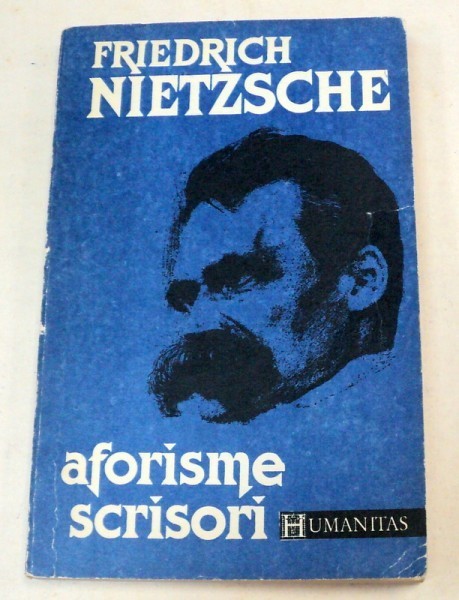 FRIEDRICH
NIETZSCHE
aforisme
scrisori
HUMANITAS